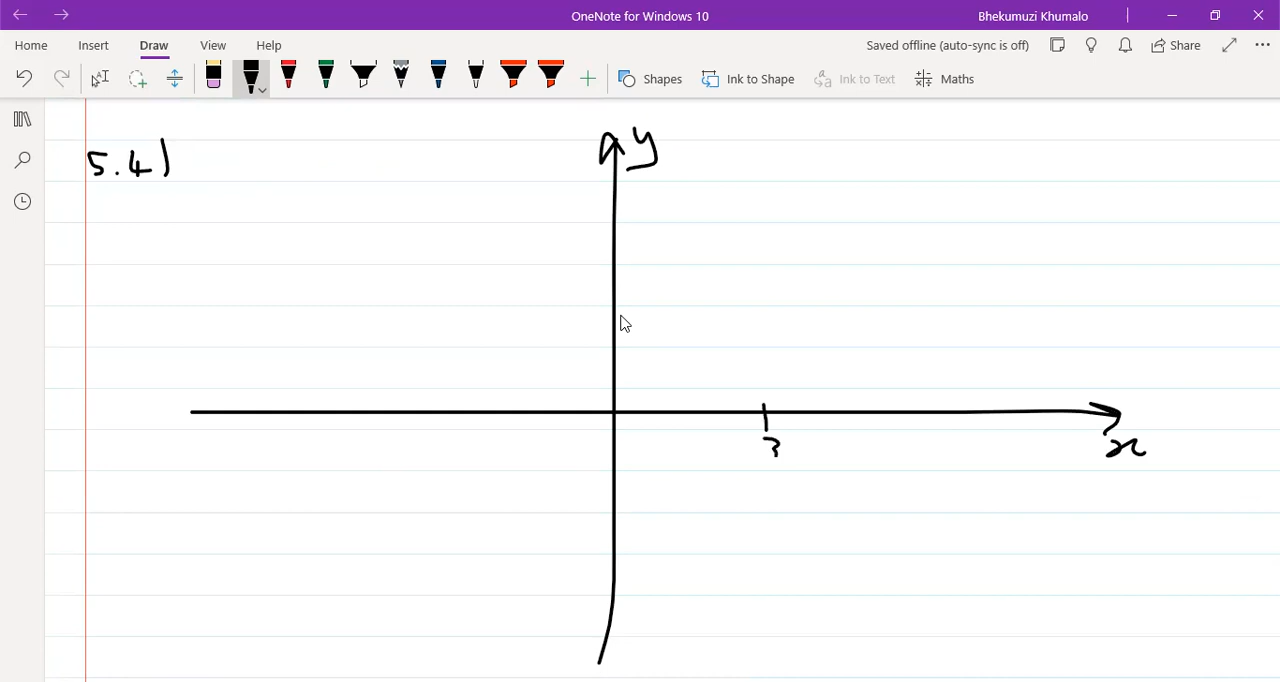 OneNote for Windows 10
Bhekumuzi Khumalo
Home Insert Draw View Help
Saved offline (auto-sync is off) Share
Shapes Ink to Shape Ink to Text Maths
5.4)
y
3
x